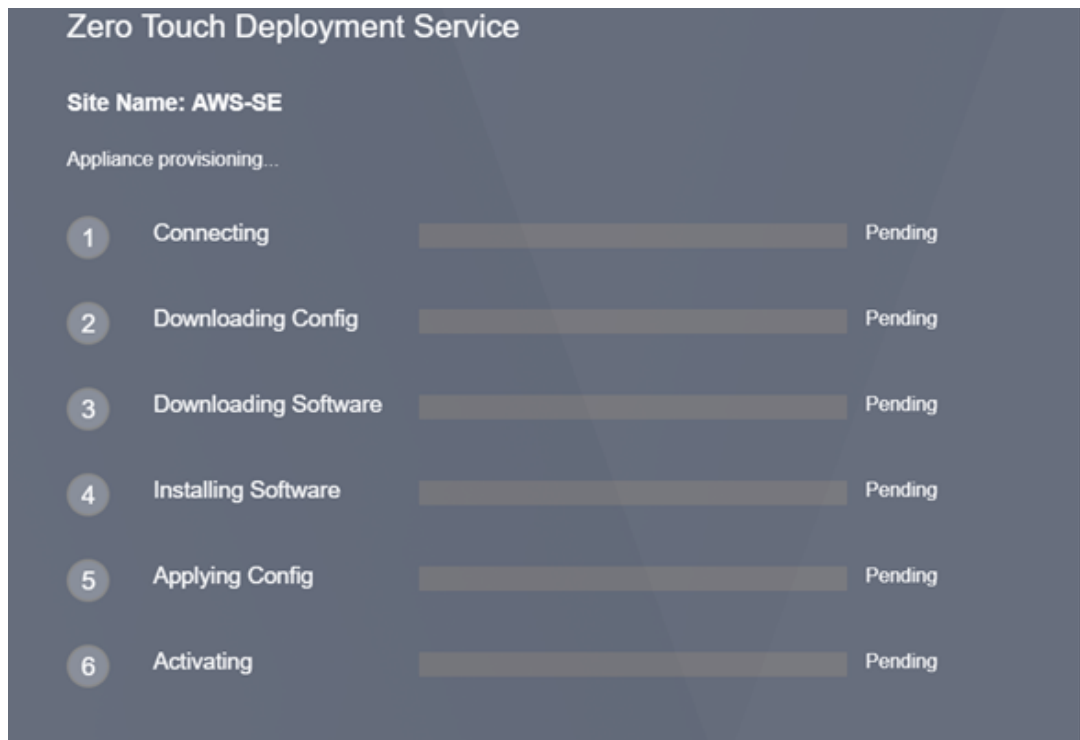 Zero Touch Deployment Service
Site Name: AWS-SE
Appliance provisioning...
1 Connecting Pending
2 Downloading Config Pending
3 Downloading Software Pending
4 Installing Software Pending
5 Applying Config Pending
6 Activating Pending